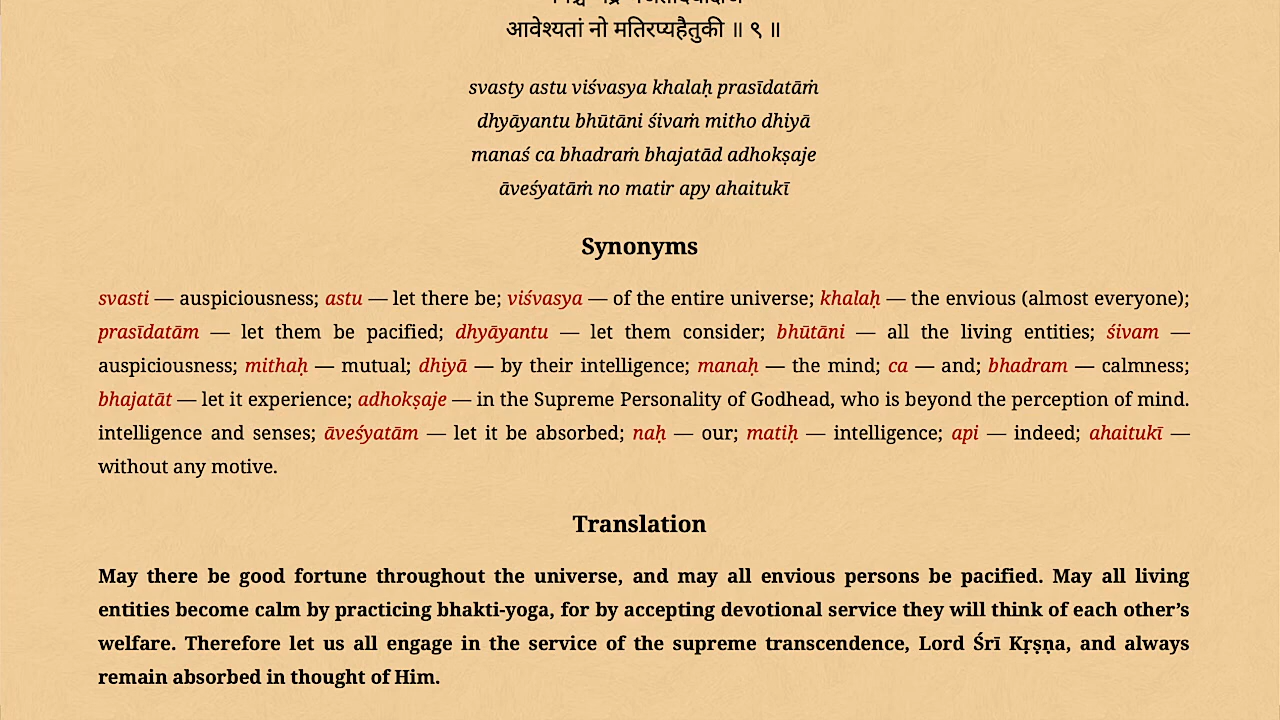 आवेश्यतां नो मतिरप्यहैतुकी ॥ ९ ॥
svasty astu viśvasya khalaḥ prasīdatāṁ
dhyāyantu bhūtāni śivaṁ mitho dhiyā
manaś ca bhadraṁ bhajatād adhokṣaje
āveśyatāṁ no matir apy ahaitukī
Synonyms
svasti — auspiciousness; astu — let there be; viśvasya — of the entire universe; khalaḥ — the envious (almost everyone);
prasīdatām — let them be pacified; dhyāyantu — let them consider; bhūtāni — all the living entities; śivam —
auspiciousness; mithaḥ — mutual; dhiyā — by their intelligence; manaḥ — the mind; ca — and; bhadram — calmness;
bhajatāt — let it experience; adhokṣaje — in the Supreme Personality of Godhead, who is beyond the perception of mind.
intelligence and senses; āveśyatām — let it be absorbed; naḥ — our; matiḥ — intelligence; api — indeed; ahaitukī —
without any motive.
Translation
May there be good fortune throughout the universe, and may all envious persons be pacified. May all living
entities become calm by practicing bhakti-yoga, for by accepting devotional service they will think of each other’s
welfare. Therefore let us all engage in the service of the supreme transcendence, Lord Śrī Kṛṣṇa, and always
remain absorbed in thought of Him.